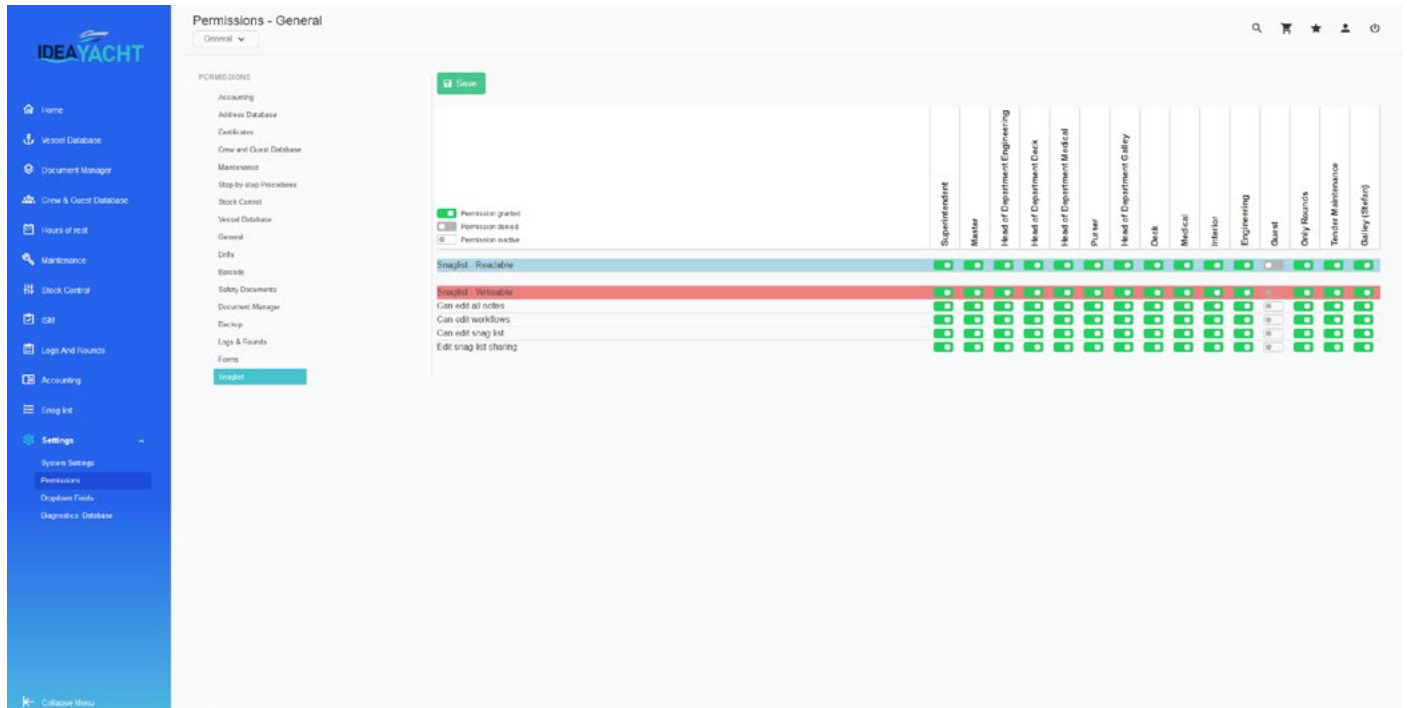 IDEAYACHT
Home
Vessel Database
Document Manager
Crew & Guest Database
Hours of rest
Maintenance
Stock Control
ISM
Logs And Rounds
Accounting
Snag list
Settings
System Settings
Permissions
Dropdown Fields
Diagnostics: Database
Collapse Menu
Permissions - General
General
PERMISSIONS
Accounting
Address Database
Certificates
Crew and Guest Database
Maintenance
Step-by-step Procedures
Stock Control
Vessel Database
General
Drills
Barcode
Safety Documents
Document Manager
Backup
Logs & Rounds
Forms
Snaglist
Save
Permission granted
Permission denied
Permission inactive
Superintendent
Master
Head of Department Engineering
Head of Department Deck
Head of Department Medical
Purser
Head of Department Galley
Deck
Medical
Interior
Engineering
Guest
Only Rounds
Tender Maintenance
Galley (Stefan)
Snaglist - Readable
Snaglist - Writeable
Can edit all notes
Can edit workflows
Can edit snag list
Edit snag list sharing